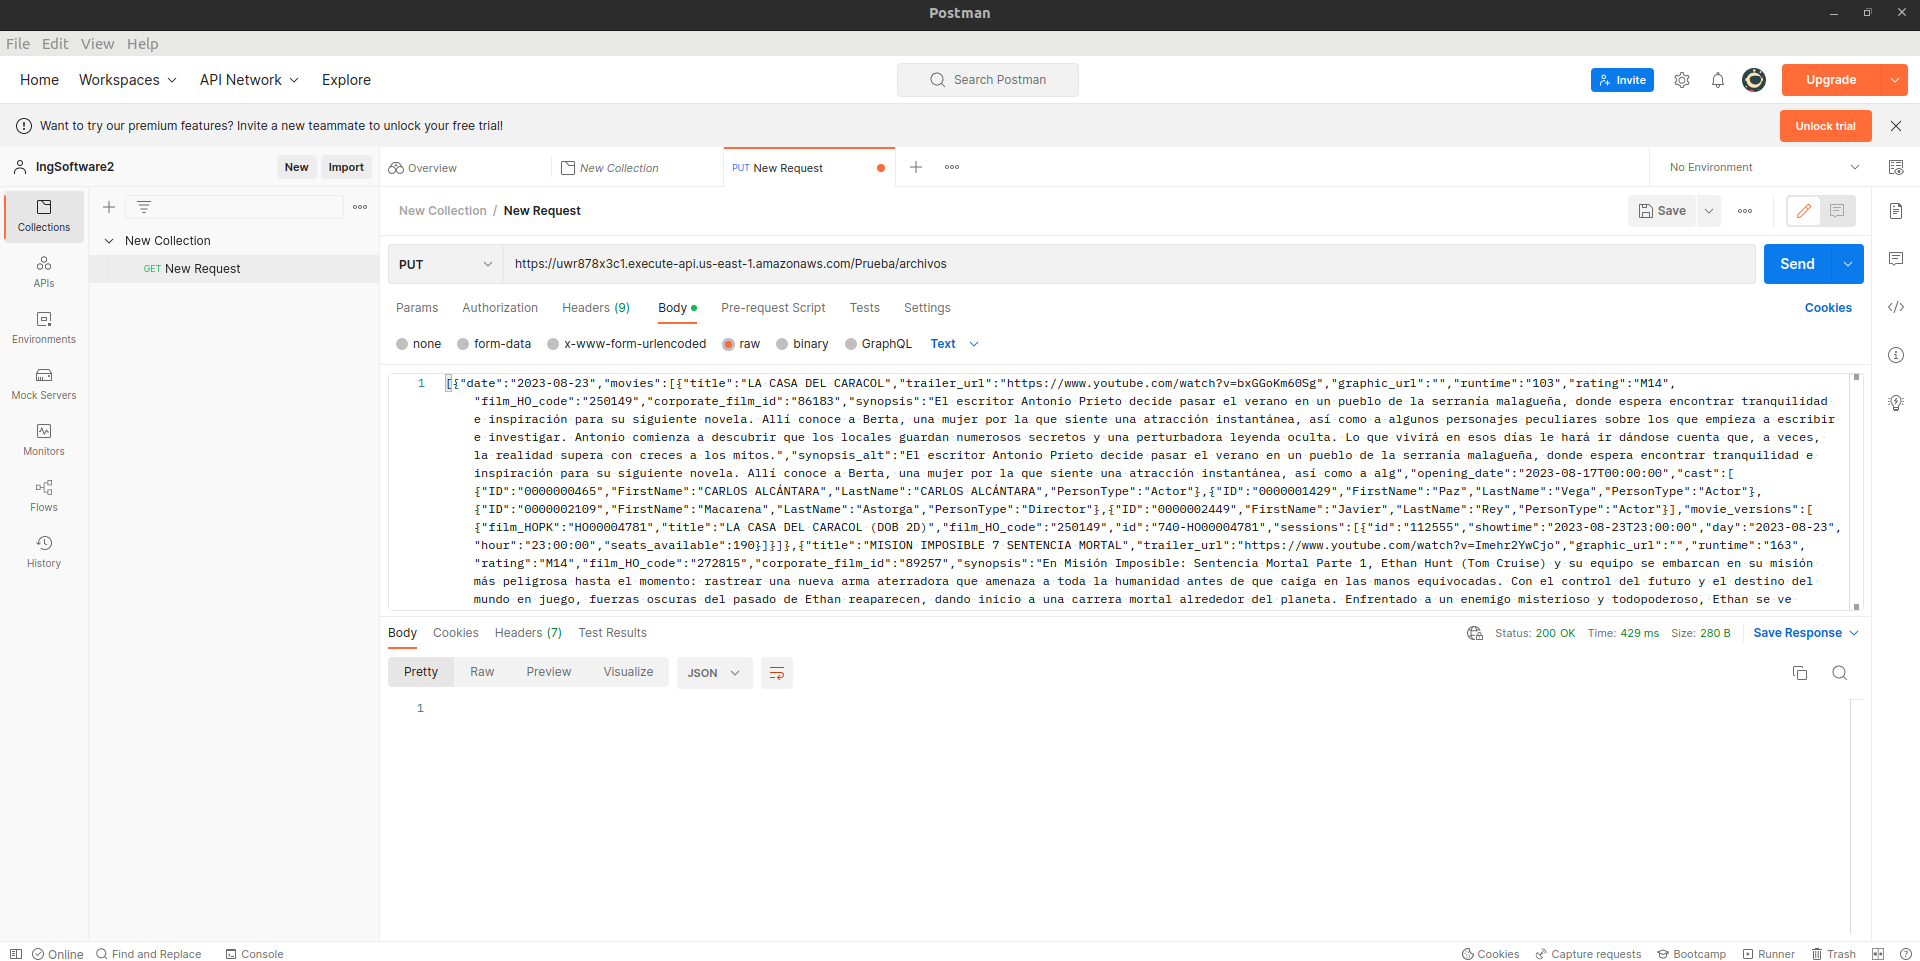 Postman
File Edit View Help
Home Workspaces API Network Explore
Search Postman
Invite
Upgrade
Want to try our premium features? Invite a new teammate to unlock your free trial!
Unlock trial
IngSoftware2
New Import
Overview
New Collection
PUT New Request
No Environment
Collections
APIs
Environments
Mock Servers
Monitors
Flows
History
New Collection
GET New Request
New Collection / New Request
Save
PUT
https://uwr878x3c1.execute-api.us-east-1.amazonaws.com/Prueba/archivos
Send
Params Authorization Headers (9) Body Pre-request Script Tests Settings
Cookies
none form-data x-www-form-urlencoded raw binary GraphQL Text
1 [{"date":"2023-08-23","movies":[{"title":"LA CASA DEL CARACOL","trailer_url":"https://www.youtube.com/watch?v=bxGGoKm60Sg","graphic_url":"","runtime":"103","rating":"M14",
"film_HO_code":"250149","corporate_film_id":"86183","synopsis":"El escritor Antonio Prieto decide pasar el verano en un pueblo de la serranía malagueña, donde espera encontrar tranquilidad
e inspiración para su siguiente novela. Allí conoce a Berta, una mujer por la que siente una atracción instantánea, así como a algunos personajes peculiares sobre los que empieza a escribir
e investigar. Antonio comienza a descubrir que los locales guardan numerosos secretos y una perturbadora leyenda oculta. Lo que vivirá en esos días le hará ir dándose cuenta que, a veces,
la realidad supera con creces a los mitos.","synopsis_alt":"El escritor Antonio Prieto decide pasar el verano en un pueblo de la serranía malagueña, donde espera encontrar tranquilidad e
inspiración para su siguiente novela. Allí conoce a Berta, una mujer por la que siente una atracción instantánea, así como a alg","opening_date":"2023-08-17T00:00:00","cast":[
{"ID":"0000000465","FirstName":"CARLOS ALCÁNTARA","LastName":"CARLOS ALCÁNTARA","PersonType":"Actor"},{"ID":"0000001429","FirstName":"Paz","LastName":"Vega","PersonType":"Actor"},
{"ID":"0000002109","FirstName":"Macarena","LastName":"Astorga","PersonType":"Director"},{"ID":"0000002449","FirstName":"Javier","LastName":"Rey","PersonType":"Actor"}],"movie_versions":[
{"film_HOPK":"HO00004781","title":"LA CASA DEL CARACOL (DOB 2D)","film_HO_code":"250149","id":"740-HO00004781","sessions":[{"id":"112555","showtime":"2023-08-23T23:00:00","day":"2023-08-23",
"hour":"23:00:00","seats_available":190}]}]},{"title":"MISION IMPOSIBLE 7 SENTENCIA MORTAL","trailer_url":"https://www.youtube.com/watch?v=Imehr2YwCjo","graphic_url":"","runtime":"163",
"rating":"M14","film_HO_code":"272815","corporate_film_id":"89257","synopsis":"En Misión Imposible: Sentencia Mortal Parte 1, Ethan Hunt (Tom Cruise) y su equipo se embarcan en su misión
más peligrosa hasta el momento: rastrear una nueva arma aterradora que amenaza a toda la humanidad antes de que caiga en las manos equivocadas. Con el control del futuro y el destino del
mundo en juego, fuerzas oscuras del pasado de Ethan reaparecen, dando inicio a una carrera mortal alrededor del planeta. Enfrentado a un enemigo misterioso y todopoderoso, Ethan se ve
Body Cookies Headers (7) Test Results
Status: 200 OK Time: 429 ms Size: 280 B Save Response
Pretty Raw Preview Visualize JSON
1
Online Find and Replace Console
Cookies Capture requests Bootcamp Runner Trash